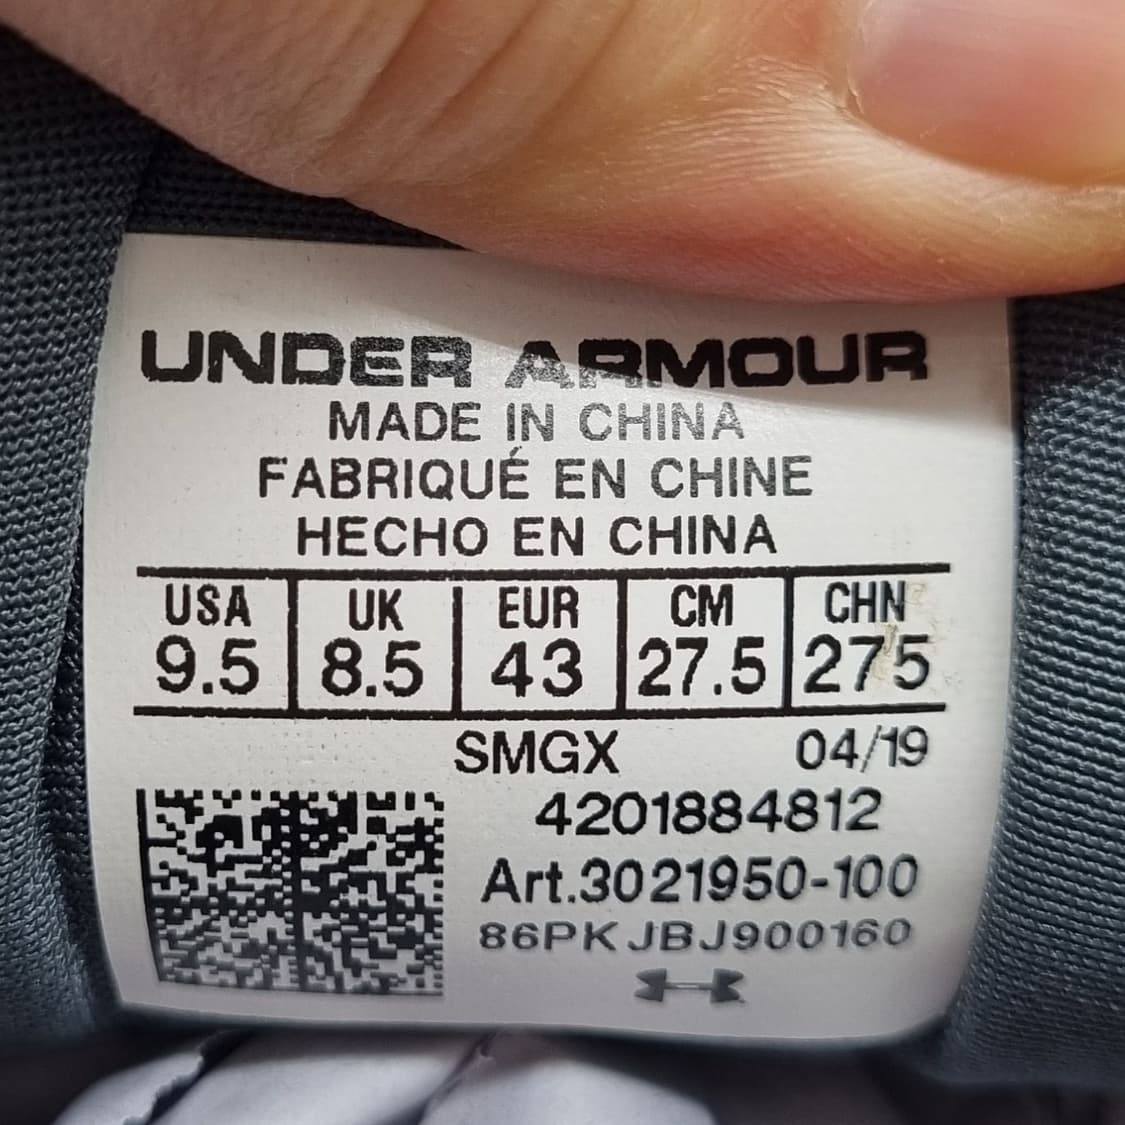 UNDER ARMOUR
MADE IN CHINA
FABRIQUÉ EN CHINE
HECHO EN CHINA
USA UK EUR CM CHN
9.5 8.5 43 27.5 275
SMGX 04/19
4201884812
Art.3021950-100
86PKJBJ900160